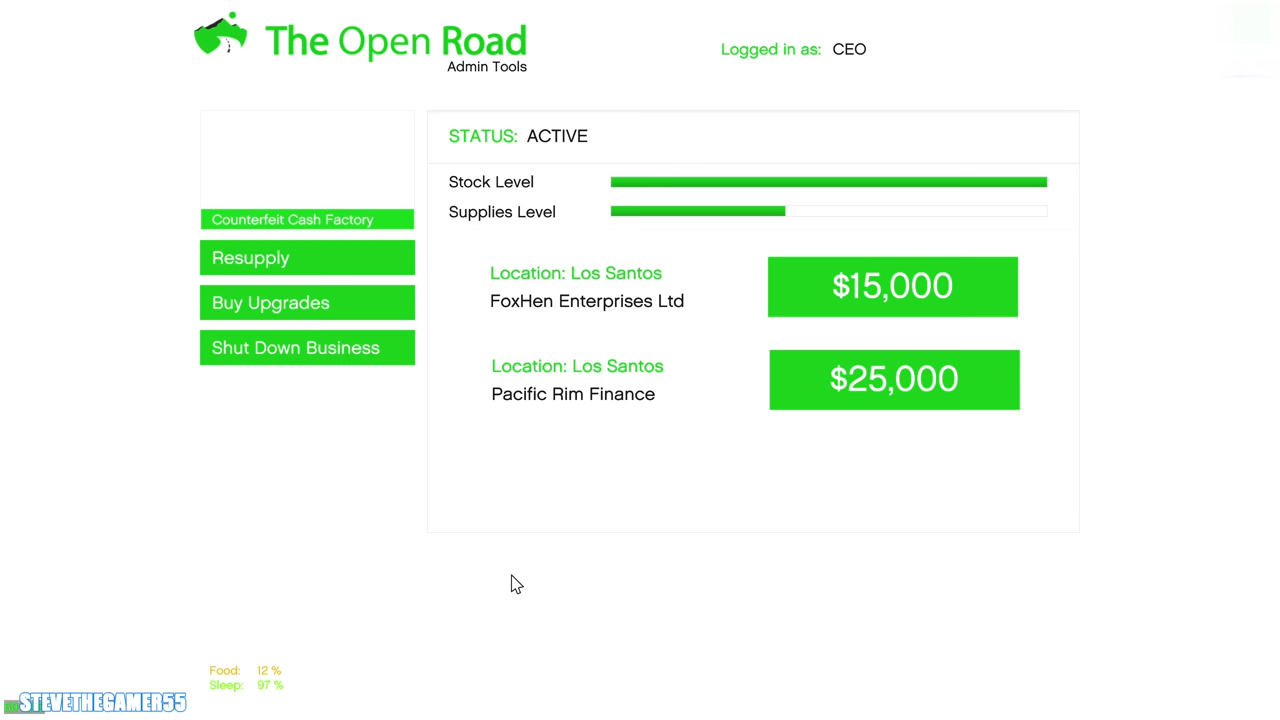 The Open Road
Admin Tools
Logged in as: CEO
STATUS: ACTIVE
Stock Level
Supplies Level
Counterfeit Cash Factory
Resupply
Buy Upgrades
Shut Down Business
Location: Los Santos
FoxHen Enterprises Ltd
$15,000
Location: Los Santos
Pacific Rim Finance
$25,000
Food: 12 %
Sleep: 97 %
STEVETHEGAMER55